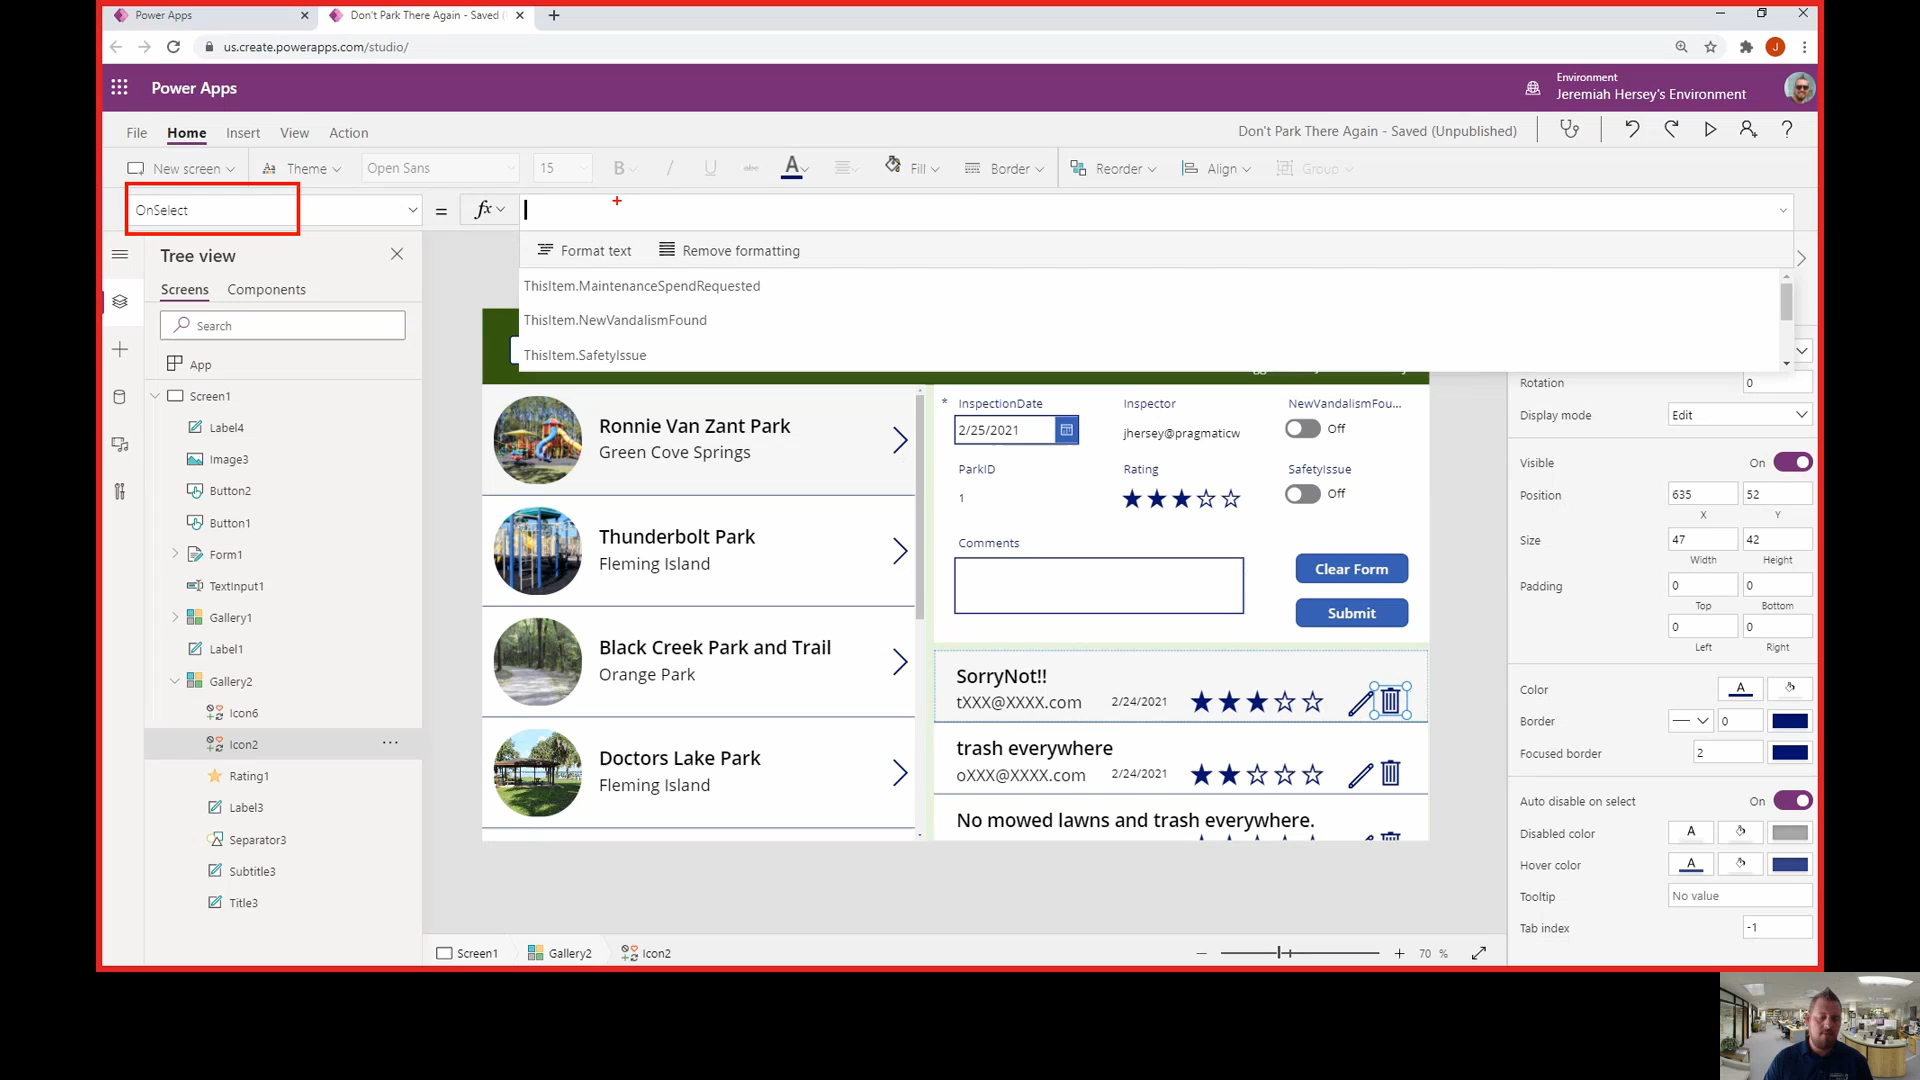 Power Apps
Don't Park There Again - Saved
us.create.powerapps.com/studio/
J
Power Apps
Environment
Jeremiah Hersey's Environment
File Home Insert View Action
Don't Park There Again - Saved (Unpublished)
New screen Theme Open Sans 15 B I U abc A Fill Border Reorder Align Group
OnSelect = fx
Format text Remove formatting
ThisItem.MaintenanceSpendRequested
ThisItem.NewVandalismFound
ThisItem.SafetyIssue
Tree view
Screens Components
Search
App
Screen1
Label4
Image3
Button2
Button1
Form1
TextInput1
Gallery1
Label1
Gallery2
Icon6
Icon2 ...
Rating1
Label3
Separator3
Subtitle3
Title3
Ronnie Van Zant Park
Green Cove Springs
Thunderbolt Park
Fleming Island
Black Creek Park and Trail
Orange Park
Doctors Lake Park
Fleming Island
* InspectionDate Inspector NewVandalismFou...
2/25/2021 jhersey@pragmaticw Off
ParkID Rating SafetyIssue
1 Off
Comments
Clear Form
Submit
SorryNot!!
tXXX@XXXX.com 2/24/2021
trash everywhere
oXXX@XXXX.com 2/24/2021
No mowed lawns and trash everywhere.
Rotation 0
Display mode Edit
Visible On
Position 635 52
X Y
Size 47 42
Width Height
Padding 0 0
Top Bottom
0 0
Left Right
Color A
Border 0
Focused border 2
Auto disable on select On
Disabled color A
Hover color A
Tooltip No value
Tab index -1
Screen1 Gallery2 Icon2
70 %